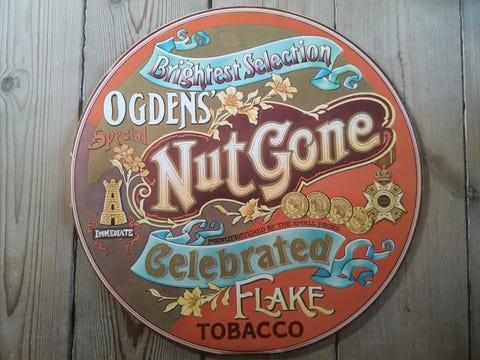 Brightest Selection
OGDENS'
Special
Nut Gone
IMMEDIATE
MANUFACTURED BY THE SMALL FACES
Celebrated
FLAKE
TOBACCO